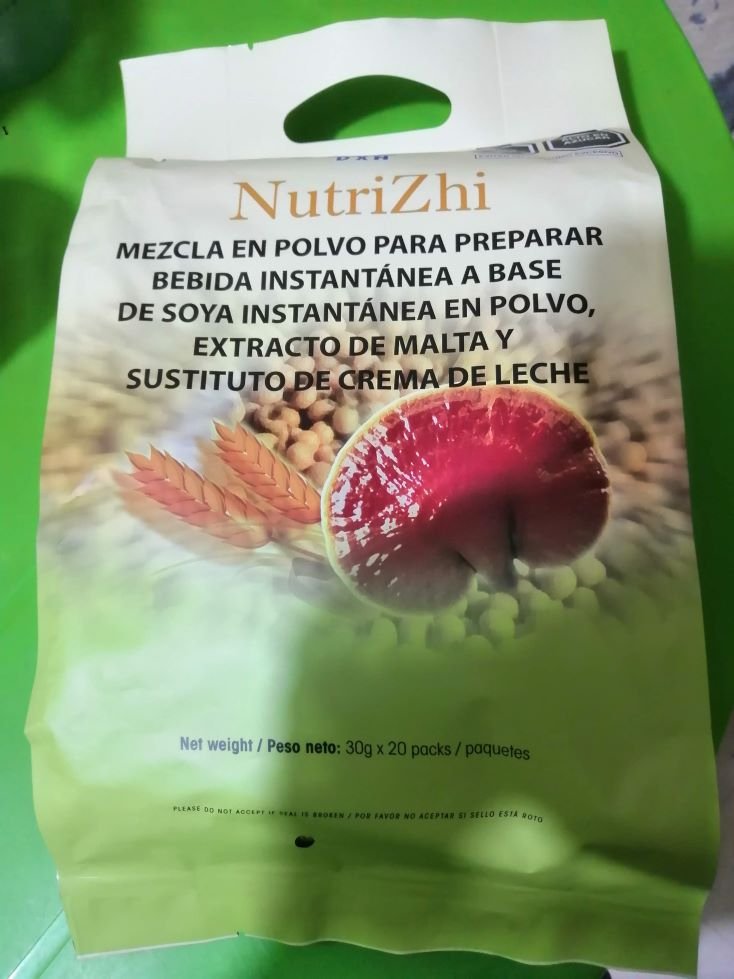 DXN
NutriZhi
MEZCLA EN POLVO PARA PREPARAR
BEBIDA INSTANTÁNEA A BASE
DE SOYA INSTANTÁNEA EN POLVO,
EXTRACTO DE MALTA Y
SUSTITUTO DE CREMA DE LECHE
Net weight / Peso neto: 30g x 20 packs / paquetes
PLEASE DO NOT ACCEPT IF SEAL IS BROKEN / POR FAVOR NO ACEPTAR SI SELLO ESTÁ ROTO